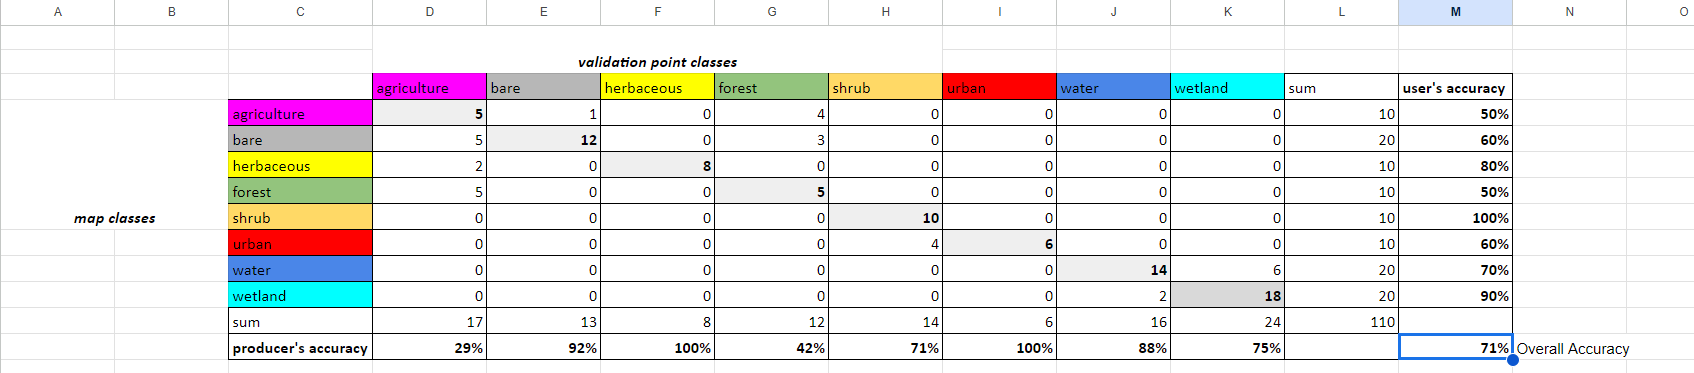 A B C D E F G H I J K L M N O
validation point classes
agriculture bare herbaceous forest shrub urban water wetland sum user's accuracy
agriculture 5 1 0 4 0 0 0 0 10 50%
bare 5 12 0 3 0 0 0 0 20 60%
herbaceous 2 0 8 0 0 0 0 0 10 80%
forest 5 0 0 5 0 0 0 0 10 50%
map classes shrub 0 0 0 0 10 0 0 0 10 100%
urban 0 0 0 0 4 6 0 0 10 60%
water 0 0 0 0 0 0 14 6 20 70%
wetland 0 0 0 0 0 0 2 18 20 90%
sum 17 13 8 12 14 6 16 24 110
producer's accuracy 29% 92% 100% 42% 71% 100% 88% 75% 71% Overall Accuracy